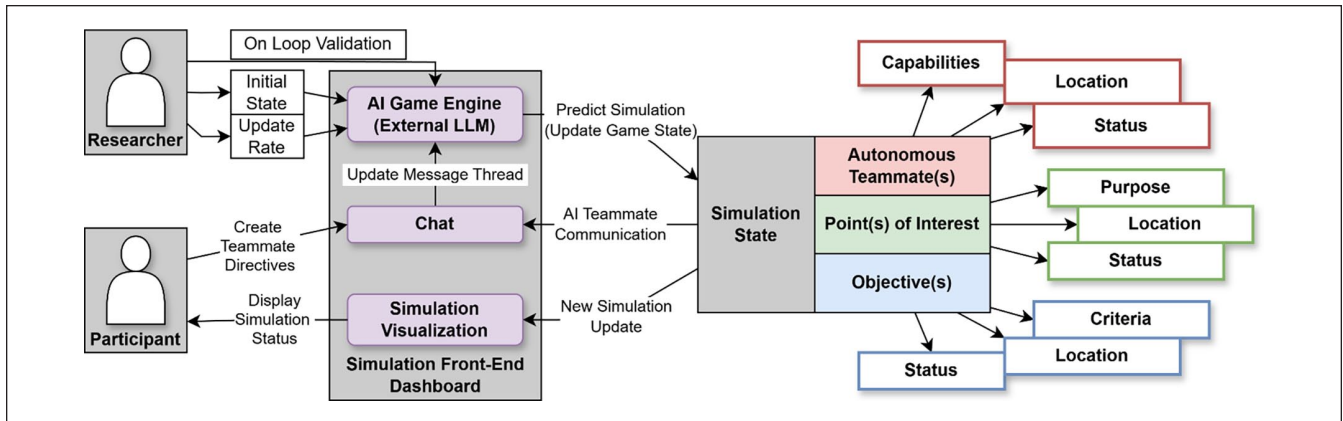 On Loop Validation
Initial
State
Update
Rate
Researcher
AI Game Engine
(External LLM)
Update Message Thread
Chat
Create
Teammate
Directives
Display
Simulation
Status
Participant
Simulation
Visualization
Simulation Front-End
Dashboard
Predict Simulation
(Update Game State)
AI Teammate
Communication
New Simulation
Update
Simulation
State
Autonomous
Teammate(s)
Point(s) of Interest
Objective(s)
Capabilities
Location
Status
Purpose
Location
Status
Criteria
Location
Status